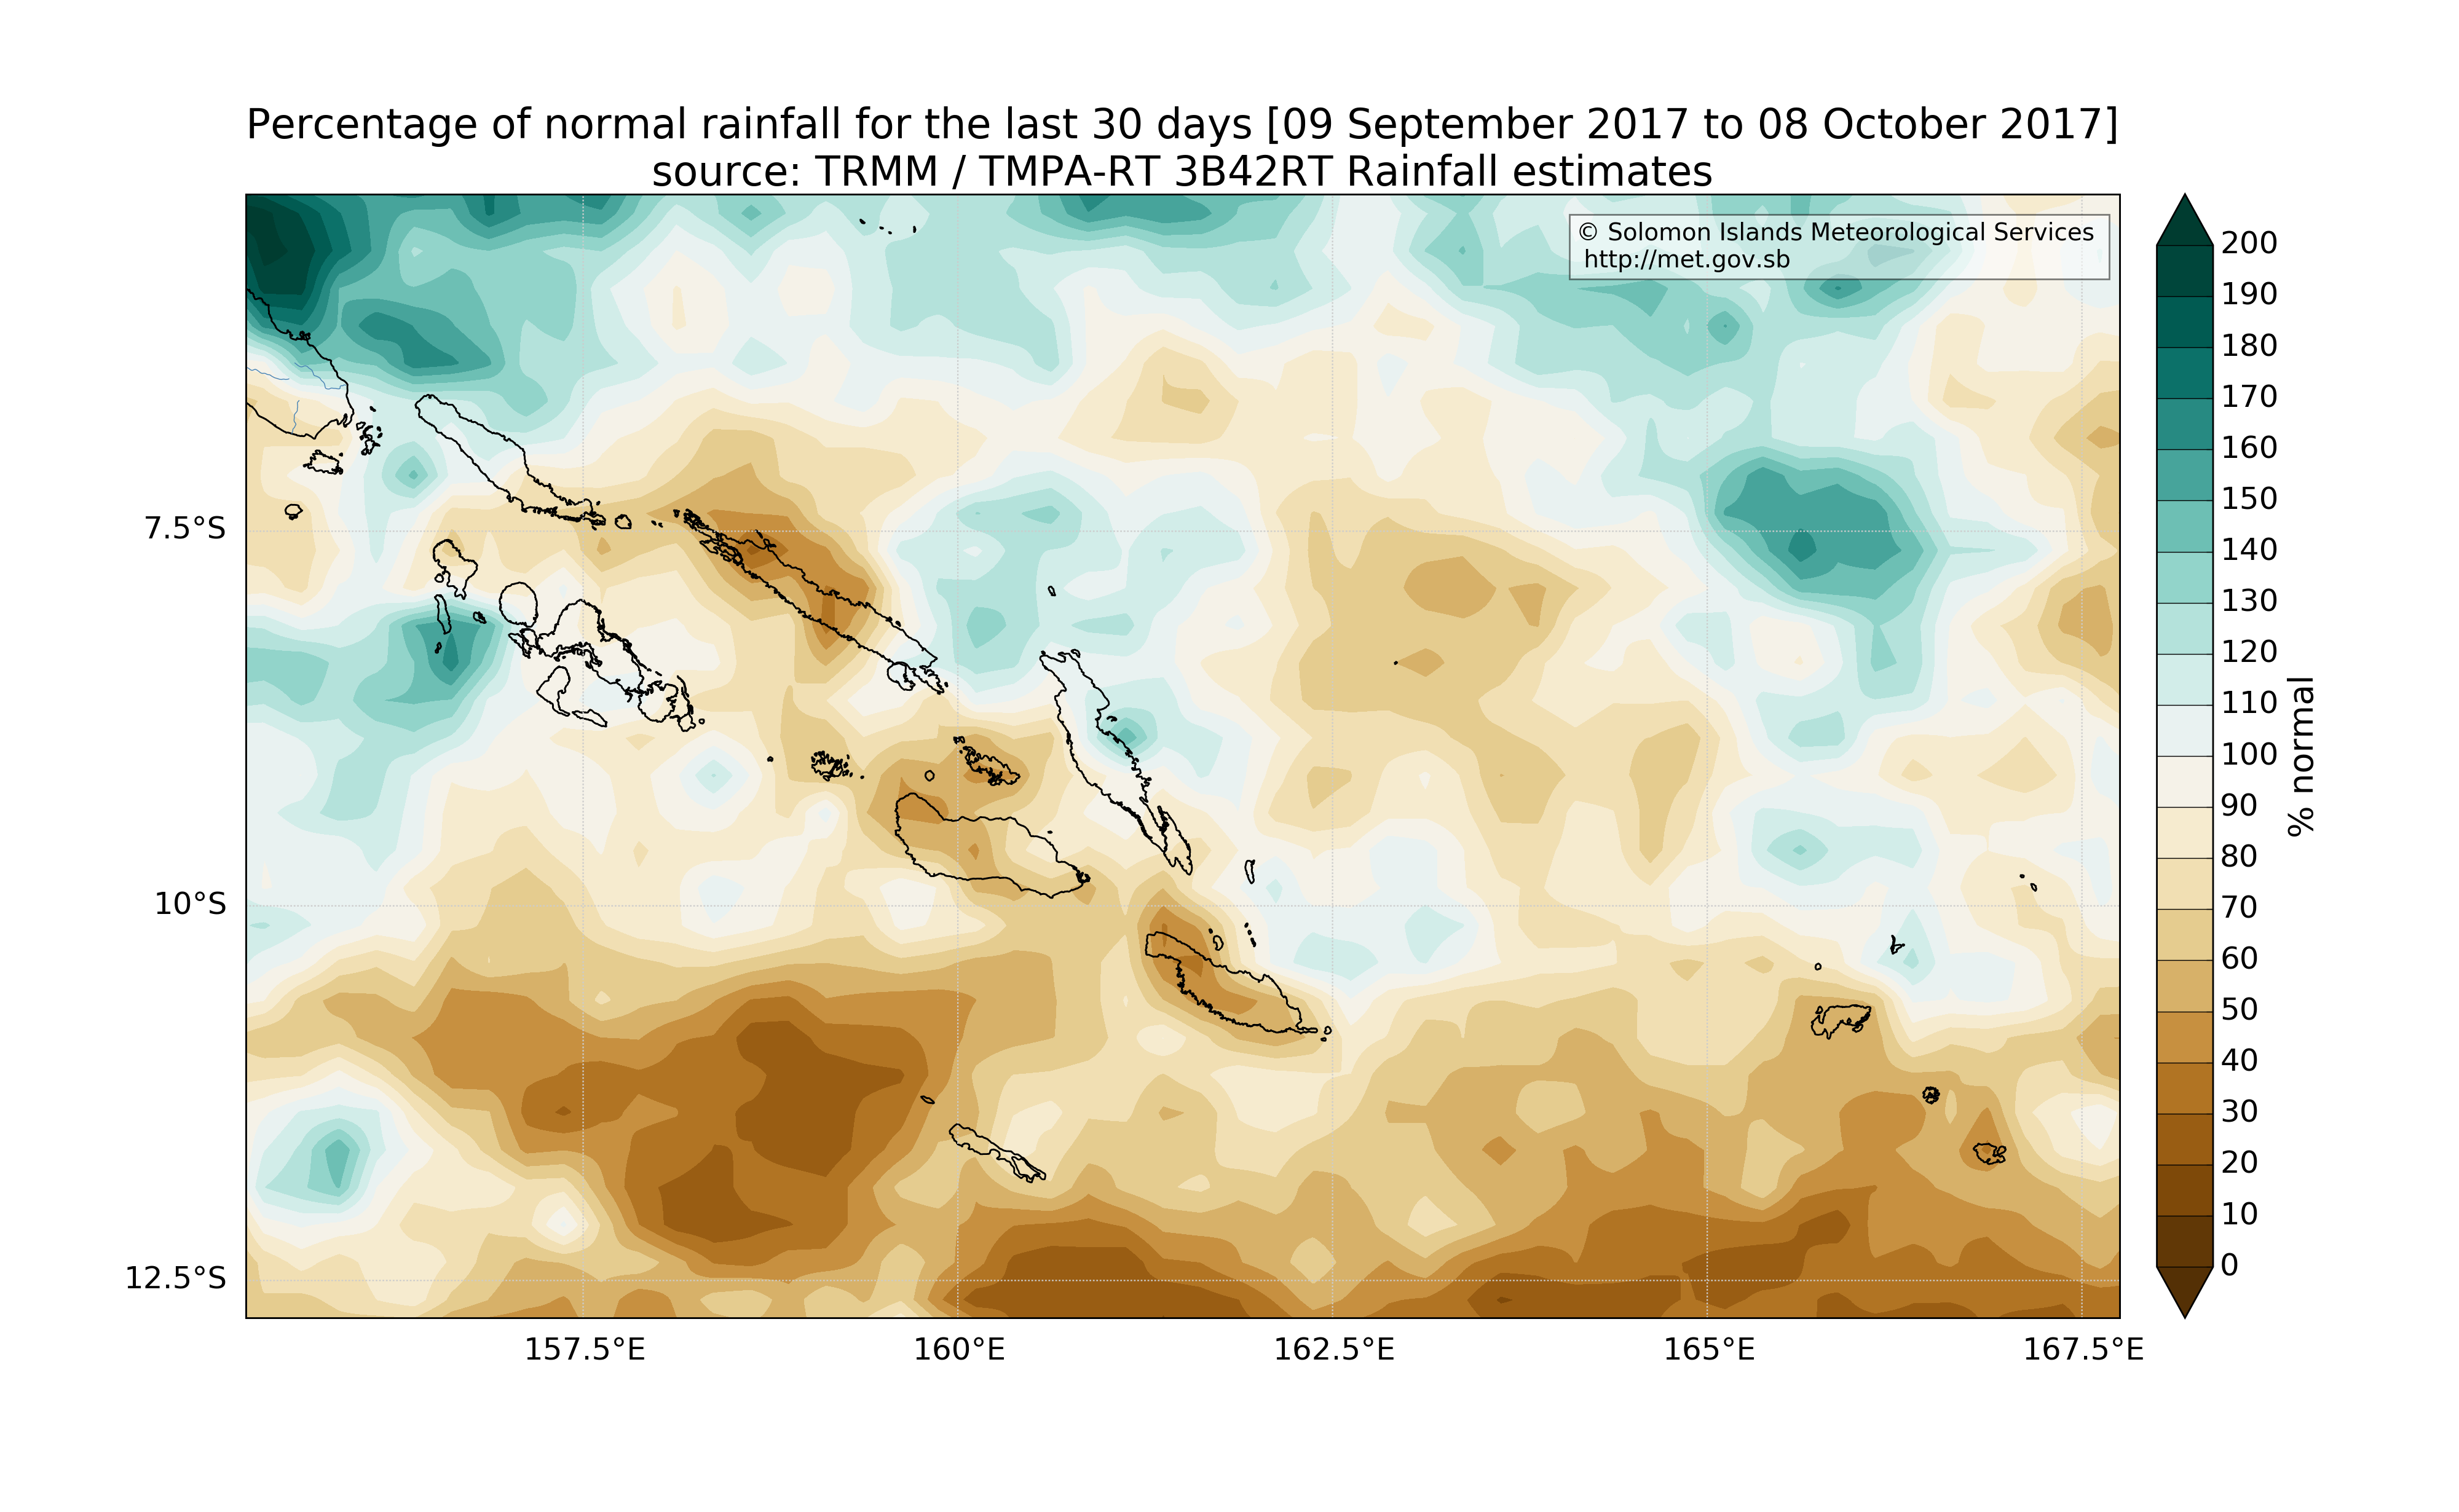 Percentage of normal rainfall for the last 30 days [09 September 2017 to 08 October 2017]
source: TRMM / TMPA-RT 3B42RT Rainfall estimates
© Solomon Islands Meteorological Services
http://met.gov.sb
7.5°S
10°S
12.5°S
157.5°E
160°E
162.5°E
165°E
167.5°E
200
190
180
170
160
150
140
130
120
110
100
90
80
70
60
50
40
30
20
10
0
% normal